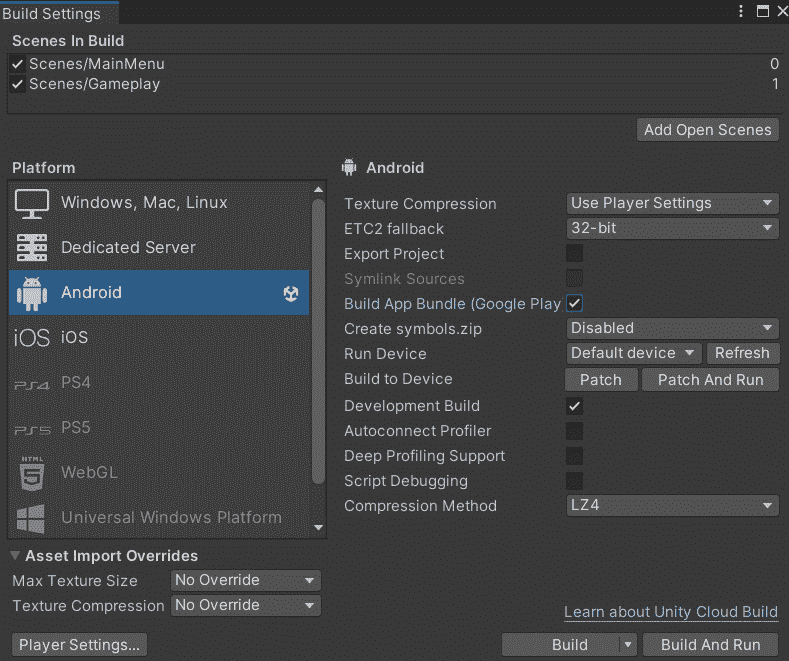 Build Settings
Scenes In Build
Scenes/MainMenu 0
Scenes/Gameplay 1
Add Open Scenes
Platform
Windows, Mac, Linux
Dedicated Server
Android
iOS iOS
PS4 PS4
PS5 PS5
HTML 5 WebGL
Universal Windows Platform
Android
Texture Compression Use Player Settings
ETC2 fallback 32-bit
Export Project
Symlink Sources
Build App Bundle (Google Play
Create symbols.zip Disabled
Run Device Default device Refresh
Build to Device Patch Patch And Run
Development Build
Autoconnect Profiler
Deep Profiling Support
Script Debugging
Compression Method LZ4
Asset Import Overrides
Max Texture Size No Override
Texture Compression No Override
Learn about Unity Cloud Build
Player Settings... Build Build And Run